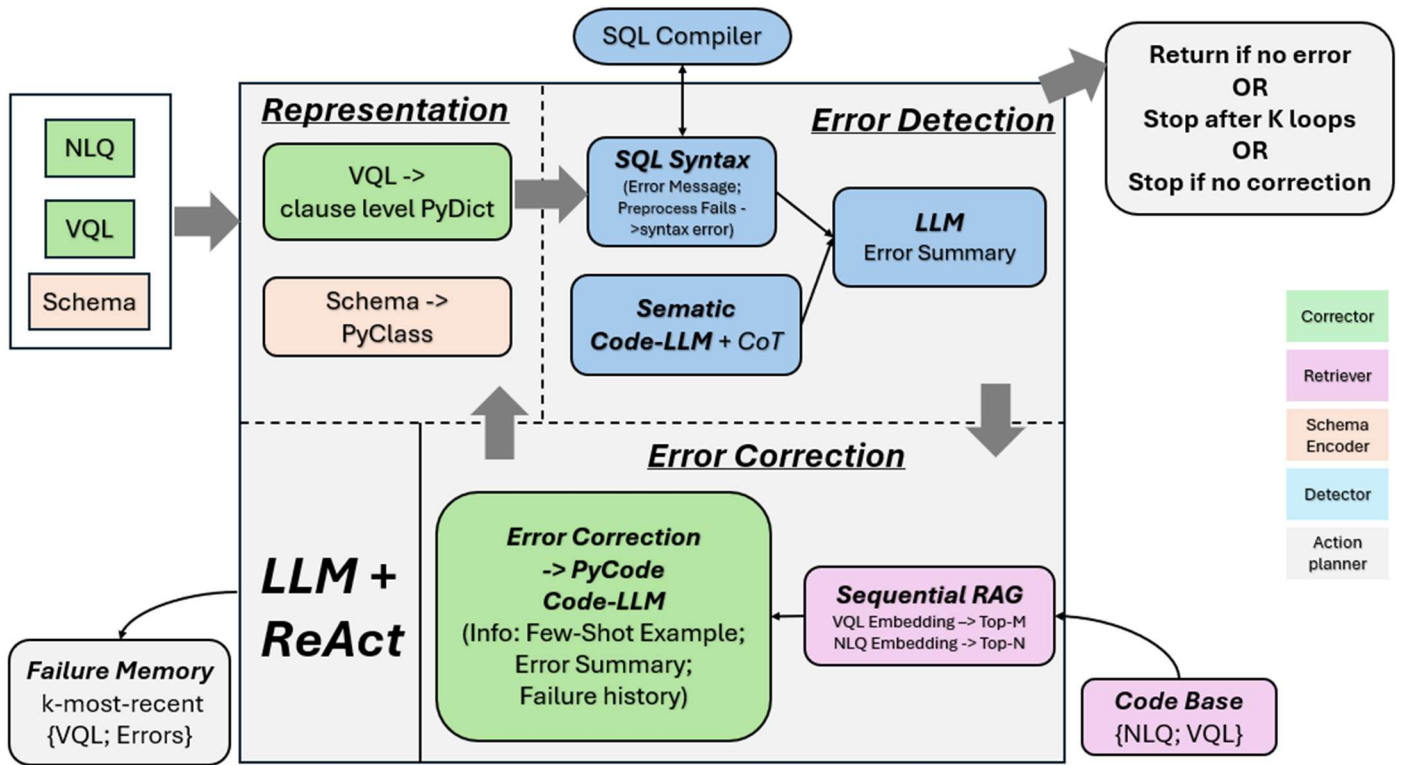 SQL Compiler
Return if no error
OR
Stop after K loops
OR
Stop if no correction
NLQ
VQL
Schema
Representation
VQL ->
clause level PyDict
Schema ->
PyClass
Error Detection
SQL Syntax
(Error Message;
Preprocess Fails -
>syntax error)
LLM
Error Summary
Sematic
Code-LLM + CoT
Corrector
Retriever
Schema
Encoder
Detector
Action
planner
Error Correction
LLM +
ReAct
Error Correction
-> PyCode
Code-LLM
(Info: Few-Shot Example;
Error Summary;
Failure history)
Sequential RAG
VQL Embedding –> Top-M
NLQ Embedding -> Top-N
Failure Memory
k-most-recent
{VQL; Errors}
Code Base
{NLQ; VQL}